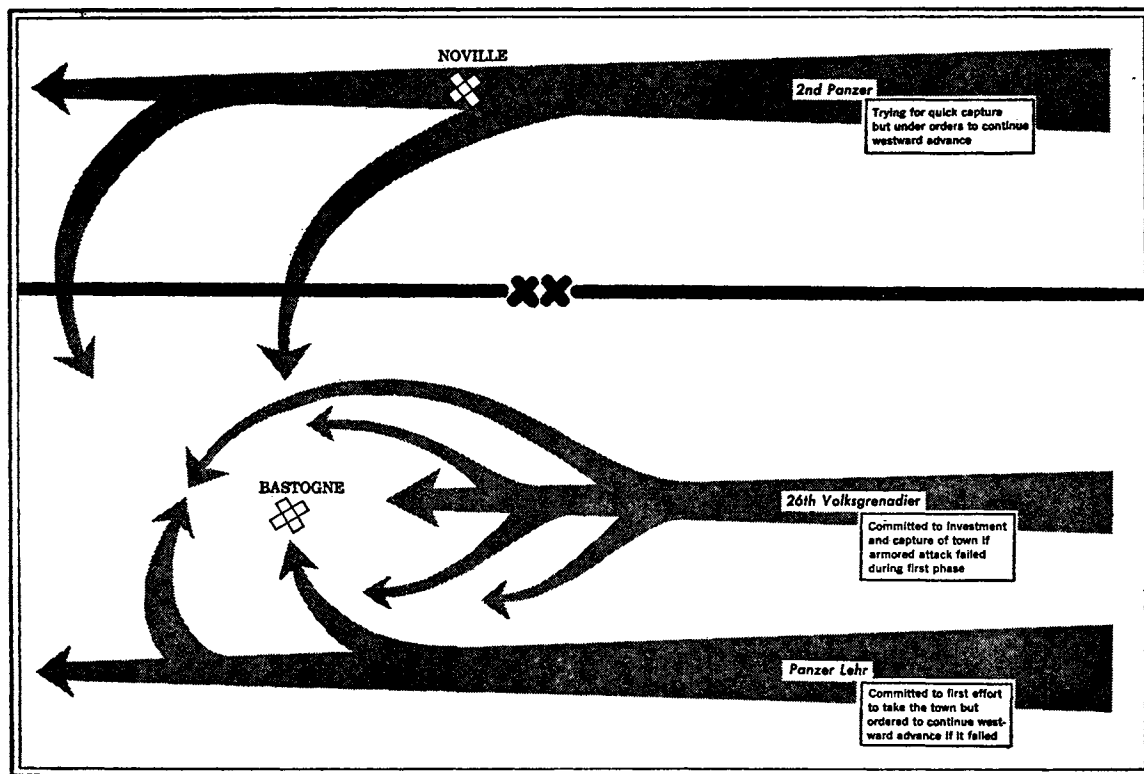 NOVILLE
2nd Panzer
Trying for quick capture
but under orders to continue
westward advance
XX
BASTOGNE
26th Volksgrenadier
Committed to investment
and capture of town if
armored attack failed
during first phase
Panzer Lehr
Committed to first effort
to take the town but
ordered to continue west-
ward advance if it failed